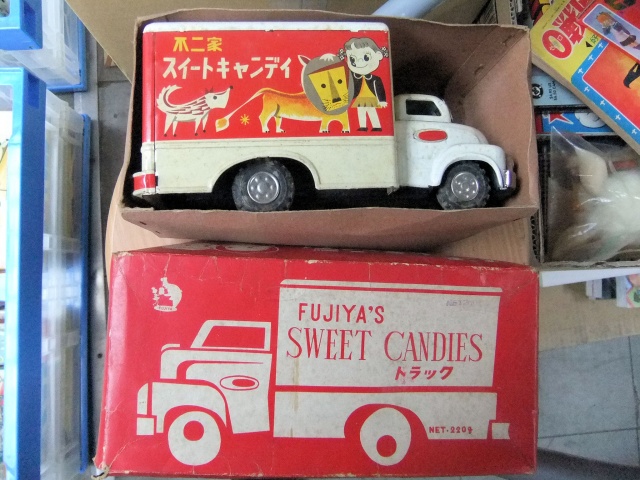 不二家
スイートキャンディ
FUJIYA'S
SWEET CANDIES
トラック
NET-220g